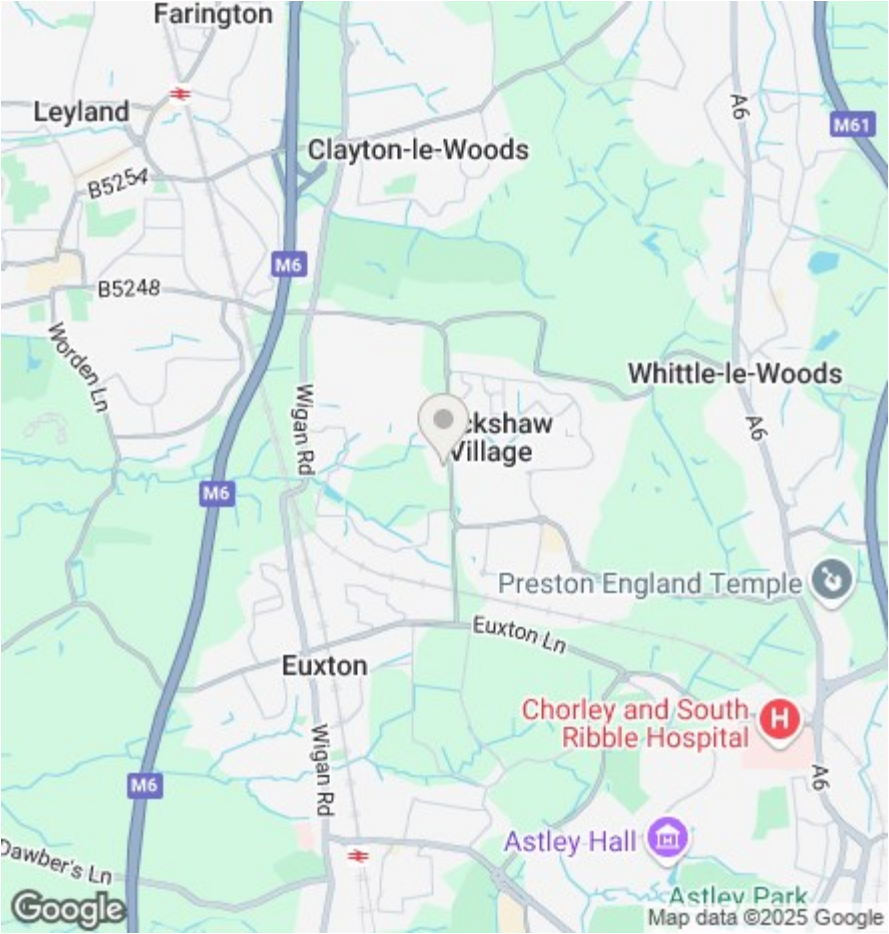 Farington
Leyland
A6
M61
Clayton-le-Woods
B5254
M6
B5248
Worden Ln
Whittle-le-Woods
Wigan Rd
ckshaw
Village
A6
M6
Preston England Temple
Euxton Ln
Euxton
Chorley and South
Ribble Hospital
H
Wigan Rd
A6
M6
Astley Hall
Dawber's Ln
Astley Park
Google
Map data ©2025 Google